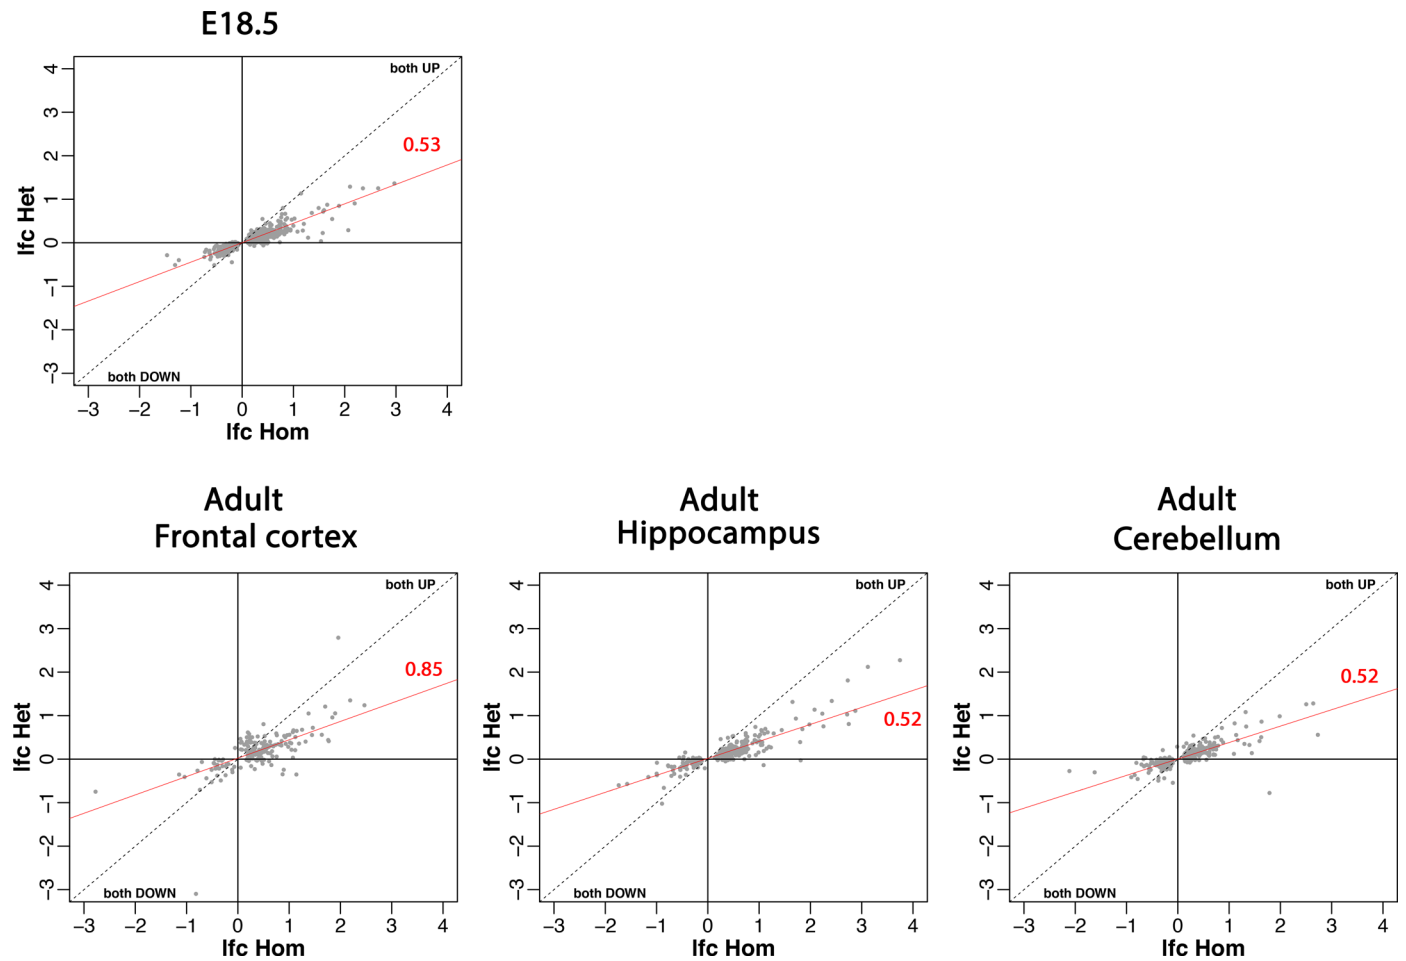 E18.5
4
3
2
1
0
−1
−2
−3
lfc Het
both UP
0.53
both DOWN
−3 −2 −1 0 1 2 3 4
lfc Hom
Adult
Frontal cortex
4
3
2
1
0
−1
−2
−3
lfc Het
both UP
0.85
both DOWN
−3 −2 −1 0 1 2 3 4
lfc Hom
Adult
Hippocampus
4
3
2
1
0
−1
−2
−3
lfc Het
both UP
0.52
both DOWN
−3 −2 −1 0 1 2 3 4
lfc Hom
Adult
Cerebellum
4
3
2
1
0
−1
−2
−3
lfc Het
both UP
0.52
both DOWN
−3 −2 −1 0 1 2 3 4
lfc Hom